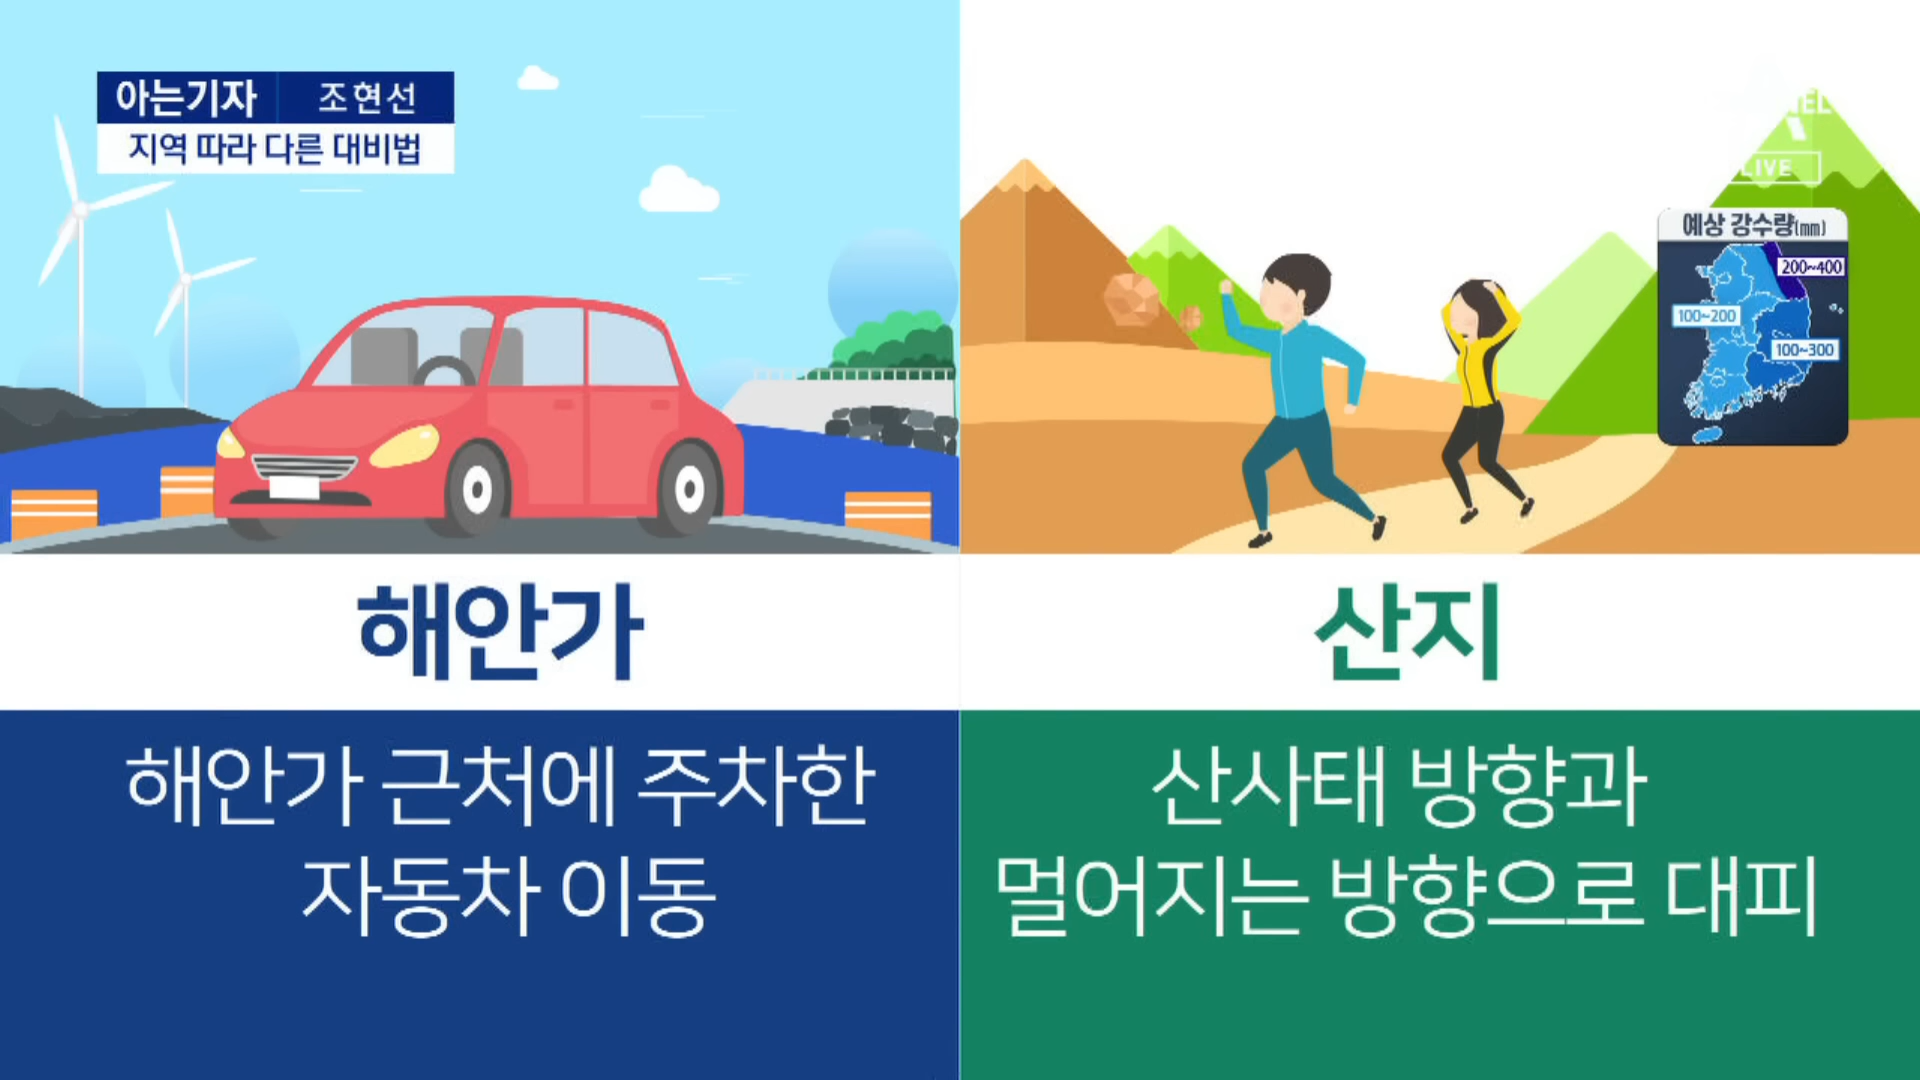 아는기자 조현선
지역 따라 다른 대비법
LIVE
예상 강수량(mm)
200~400
100~200
100~300
해안가
산지
해안가 근처에 주차한
자동차 이동
산사태 방향과
멀어지는 방향으로 대피